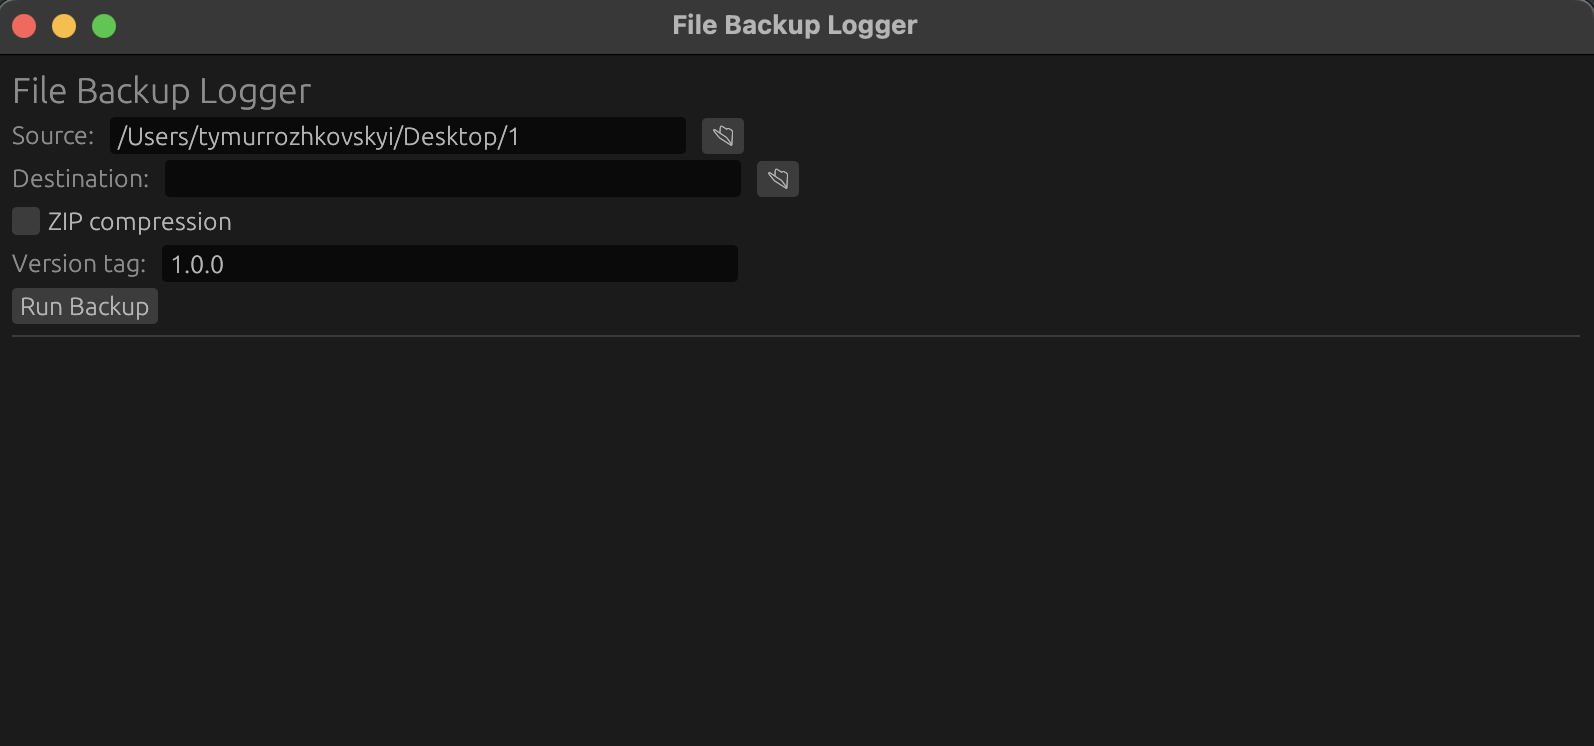 File Backup Logger
File Backup Logger
Source: /Users/tymurrozhkovskyi/Desktop/1
Destination:
ZIP compression
Version tag: 1.0.0
Run Backup